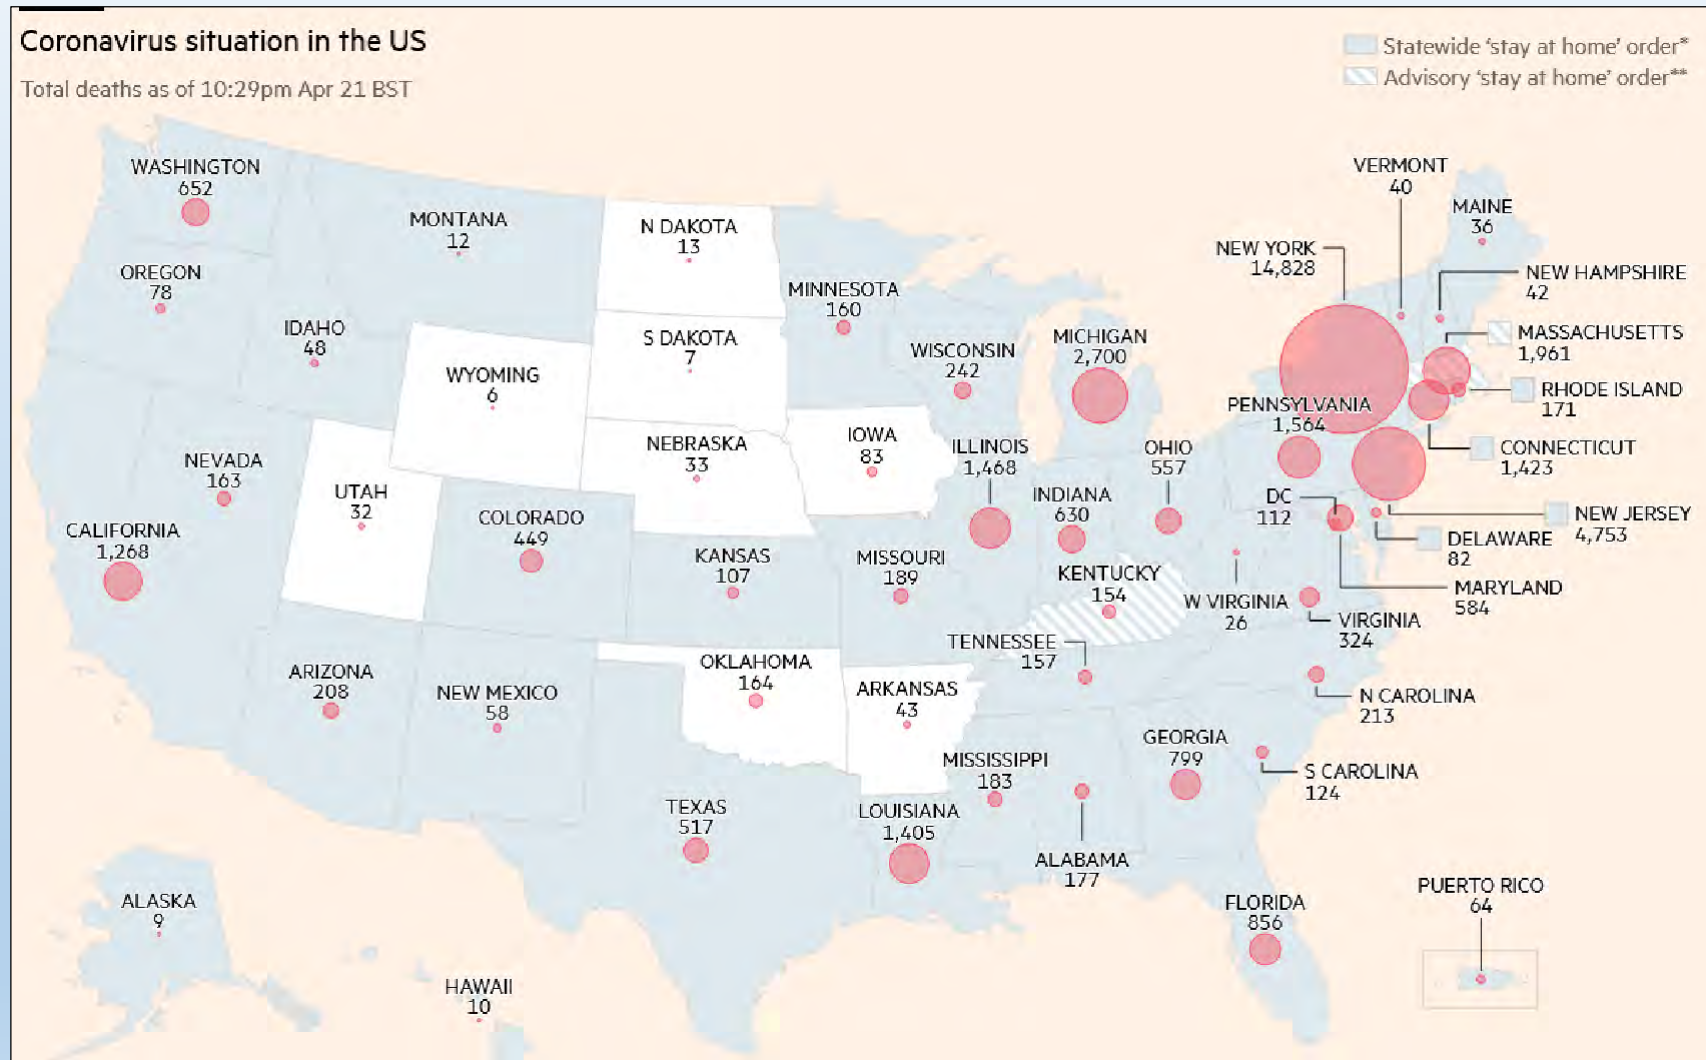 Coronavirus situation in the US
Total deaths as of 10:29pm Apr 21 BST
Statewide ‘stay at home’ order*
Advisory ‘stay at home’ order**
WASHINGTON
652
OREGON
78
MONTANA
12
IDAHO
48
N DAKOTA
13
S DAKOTA
7
WYOMING
6
NEBRASKA
33
MINNESOTA
160
WISCONSIN
242
MICHIGAN
2,700
IOWA
83
ILLINOIS
1,468
INDIANA
630
OHIO
557
NEVADA
163
UTAH
32
CALIFORNIA
1,268
COLORADO
449
KANSAS
107
MISSOURI
189
KENTUCKY
154
TENNESSEE
157
W VIRGINIA
26
ARIZONA
208
NEW MEXICO
58
OKLAHOMA
164
ARKANSAS
43
TEXAS
517
LOUISIANA
1,405
MISSISSIPPI
183
ALABAMA
177
GEORGIA
799
FLORIDA
856
VERMONT
40
MAINE
36
NEW YORK
14,828
NEW HAMPSHIRE
42
MASSACHUSETTS
1,961
RHODE ISLAND
171
CONNECTICUT
1,423
PENNSYLVANIA
1,564
NEW JERSEY
4,753
DC
112
DELAWARE
82
MARYLAND
584
VIRGINIA
324
N CAROLINA
213
S CAROLINA
124
ALASKA
9
HAWAII
10
PUERTO RICO
64